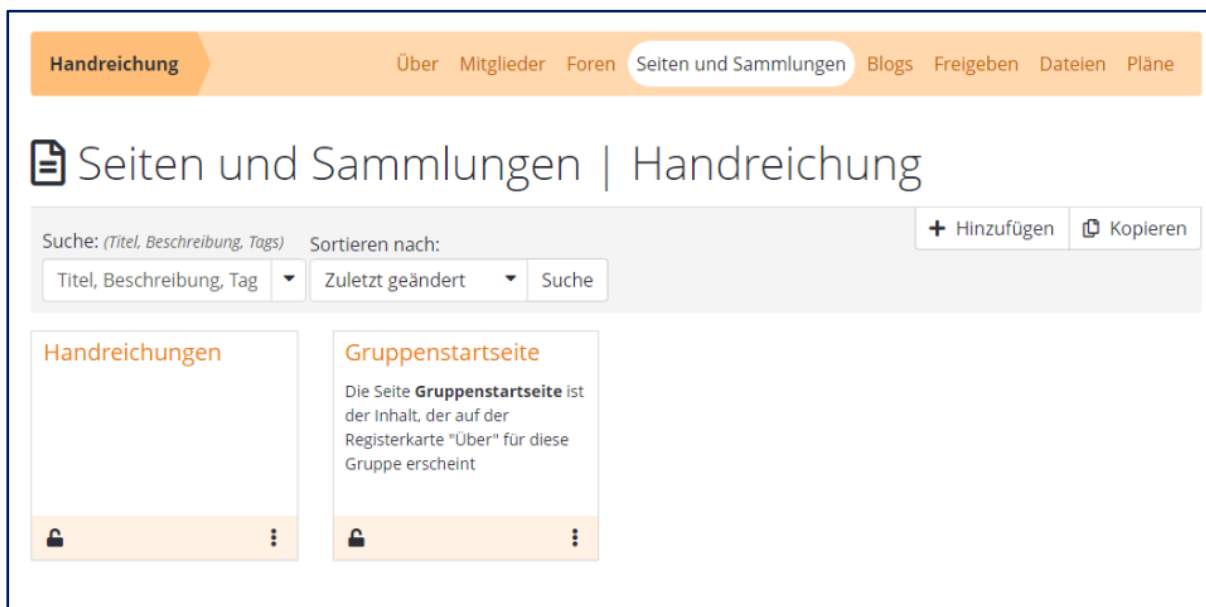 Handreichung Über Mitglieder Foren Seiten und Sammlungen Blogs Freigeben Dateien Pläne
Seiten und Sammlungen | Handreichung
+ Hinzufügen Kopieren
Suche: (Titel, Beschreibung, Tags) Sortieren nach:
Titel, Beschreibung, Tag Zuletzt geändert Suche
Handreichungen
Gruppenstartseite
Die Seite Gruppenstartseite ist
der Inhalt, der auf der
Registerkarte "Über" für diese
Gruppe erscheint